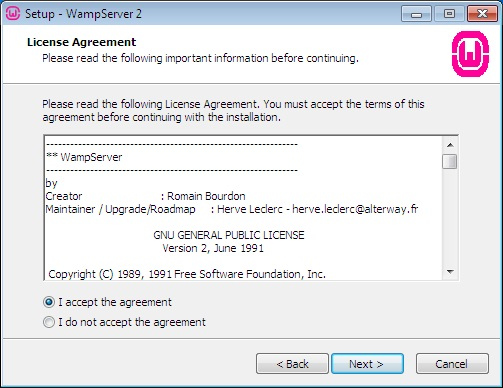 Setup - WampServer 2
License Agreement
Please read the following important information before continuing.
Please read the following License Agreement. You must accept the terms of this
agreement before continuing with the installation.
----------------------------------------------------------------
** WampServer
----------------------------------------------------------------
by
Creator : Romain Bourdon
Maintainer / Upgrade/Roadmap : Herve Leclerc - herve.leclerc@alterway.fr
GNU GENERAL PUBLIC LICENSE
Version 2, June 1991
Copyright (C) 1989, 1991 Free Software Foundation, Inc.
I accept the agreement
I do not accept the agreement
< Back Next > Cancel